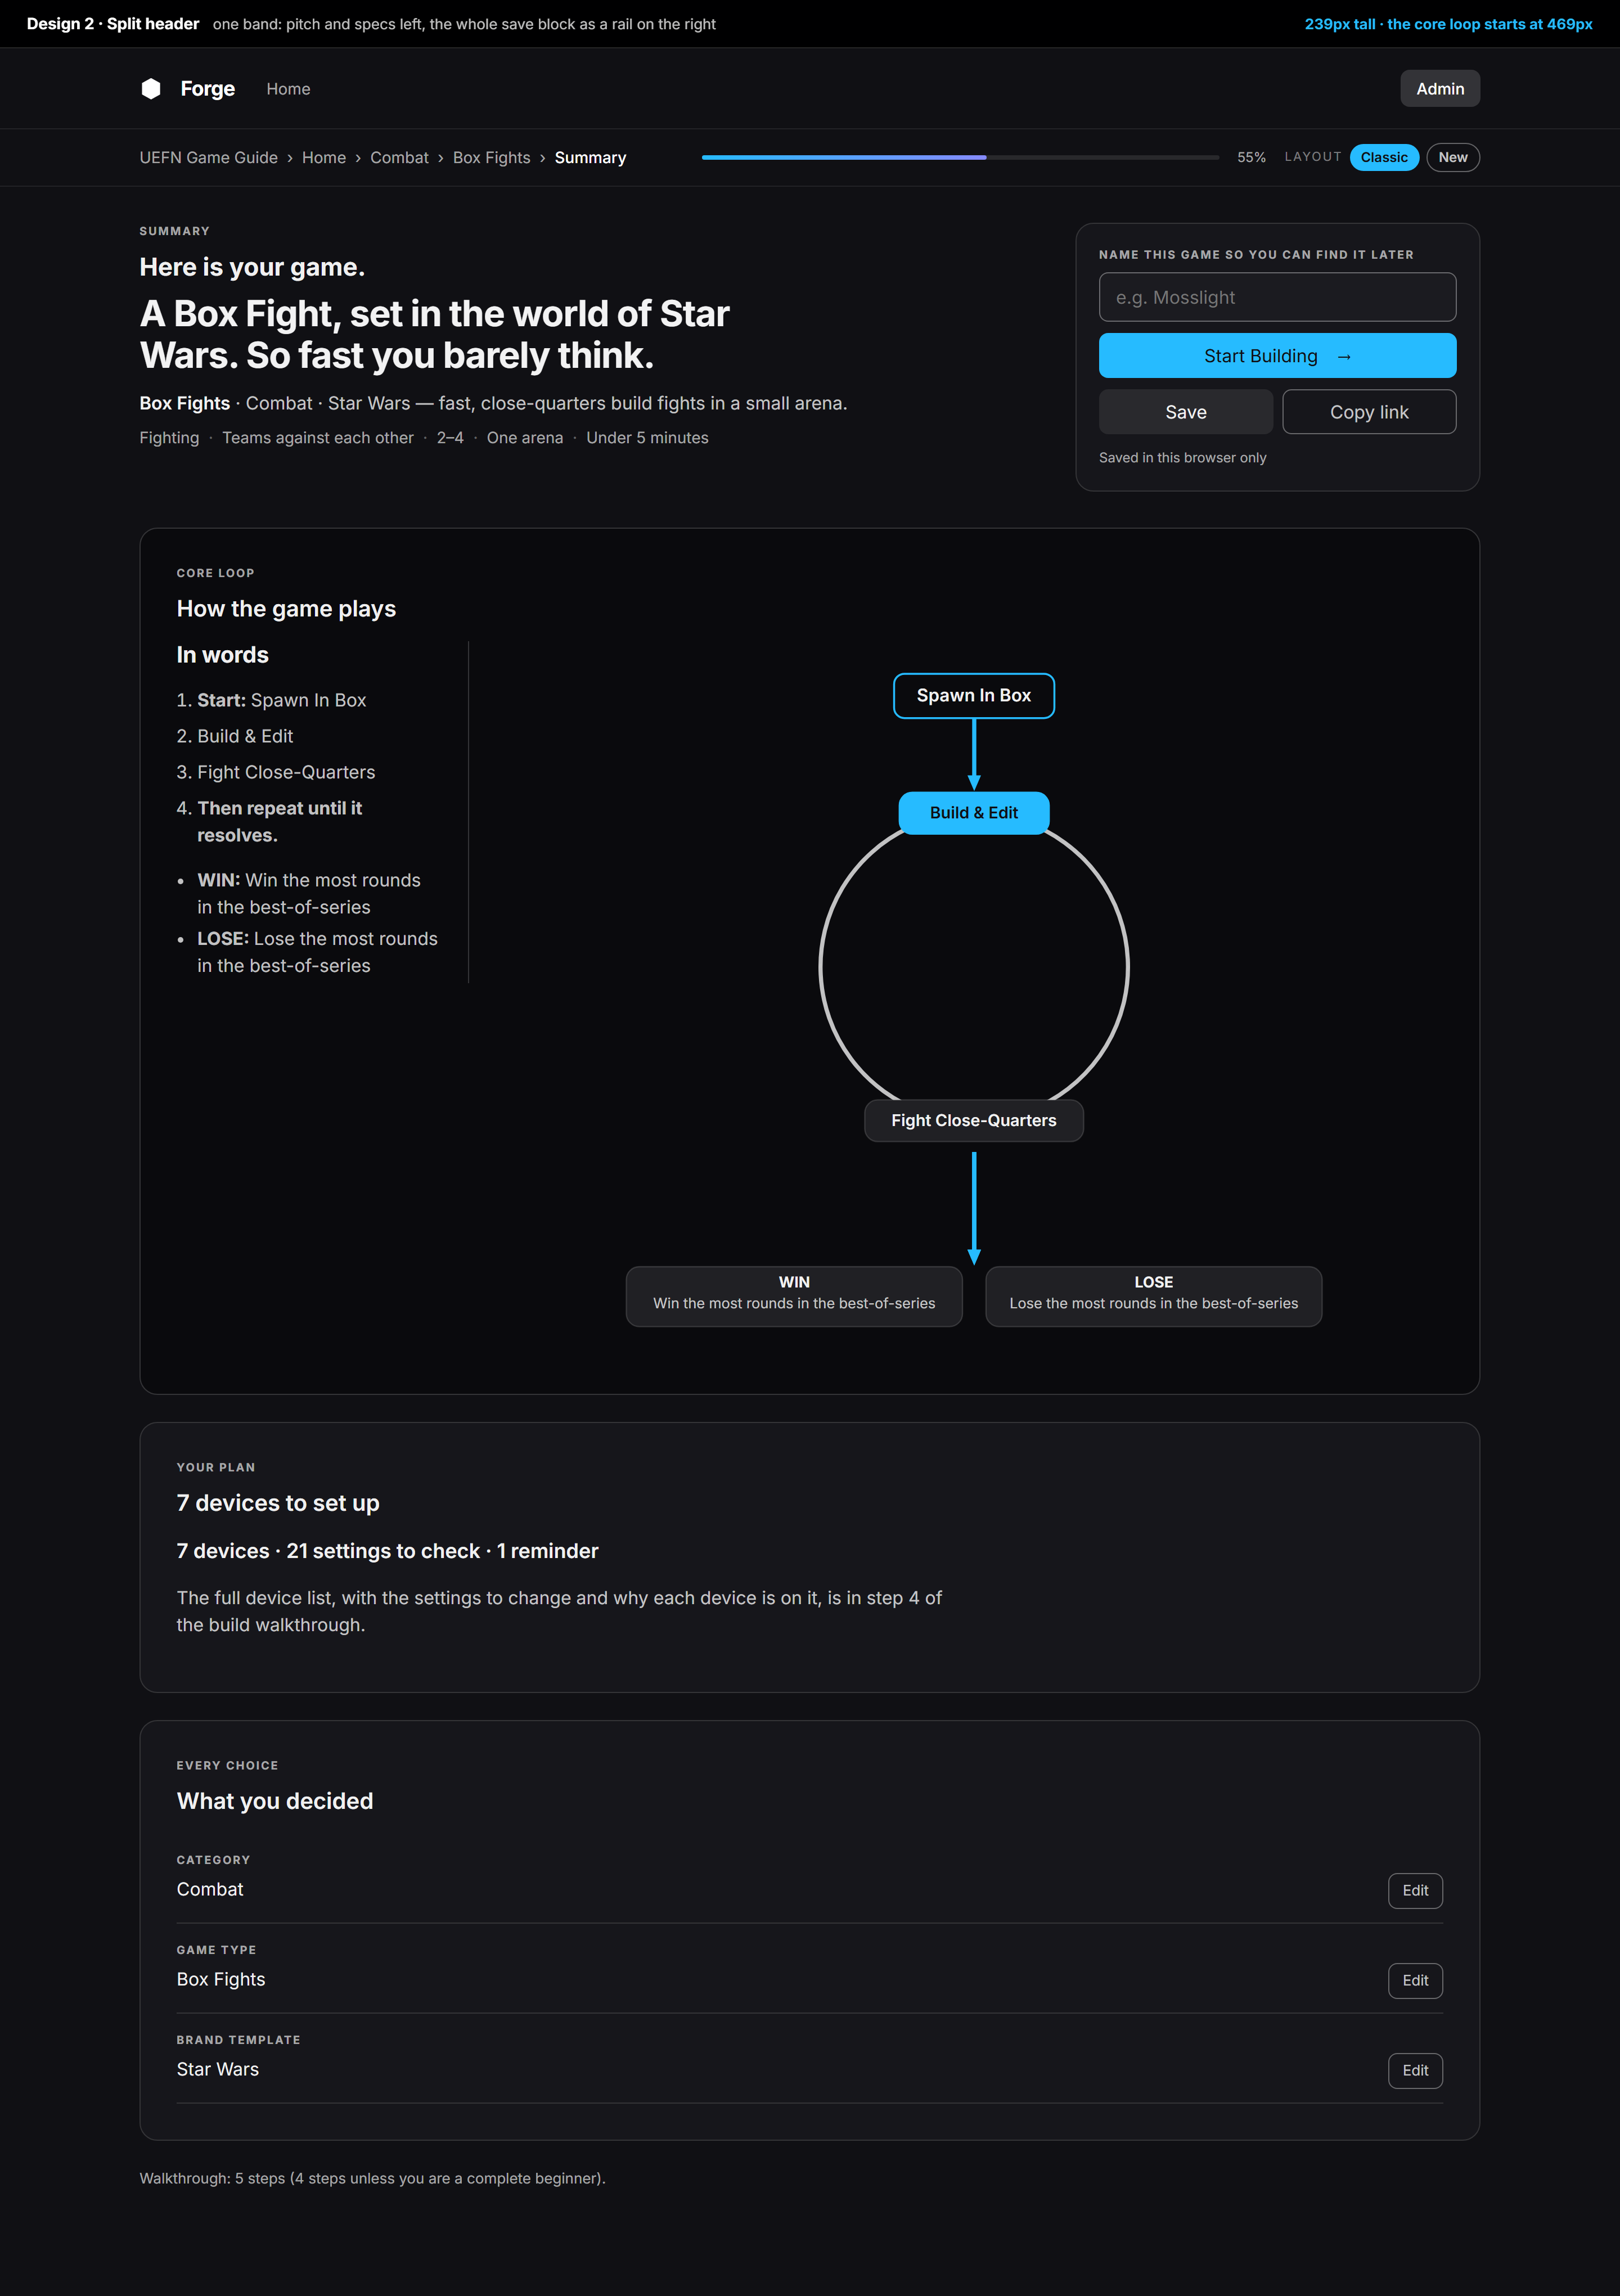 Design 2 · Split header one band: pitch and specs left, the whole save block as a rail on the right 239px tall · the core loop starts at 469px
Forge Home Admin
UEFN Game Guide › Home › Combat › Box Fights › Summary 55% LAYOUT Classic New
SUMMARY
Here is your game.
A Box Fight, set in the world of Star
Wars. So fast you barely think.
Box Fights · Combat · Star Wars — fast, close-quarters build fights in a small arena.
Fighting · Teams against each other · 2–4 · One arena · Under 5 minutes
NAME THIS GAME SO YOU CAN FIND IT LATER
e.g. Mosslight
Start Building →
Save Copy link
Saved in this browser only
CORE LOOP
How the game plays
In words
1. Start: Spawn In Box
2. Build & Edit
3. Fight Close-Quarters
4. Then repeat until it
resolves.
• WIN: Win the most rounds
in the best-of-series
• LOSE: Lose the most rounds
in the best-of-series
Spawn In Box
Build & Edit
Fight Close-Quarters
WIN
Win the most rounds in the best-of-series
LOSE
Lose the most rounds in the best-of-series
YOUR PLAN
7 devices to set up
7 devices · 21 settings to check · 1 reminder
The full device list, with the settings to change and why each device is on it, is in step 4 of
the build walkthrough.
EVERY CHOICE
What you decided
CATEGORY
Combat Edit
GAME TYPE
Box Fights Edit
BRAND TEMPLATE
Star Wars Edit
Walkthrough: 5 steps (4 steps unless you are a complete beginner).